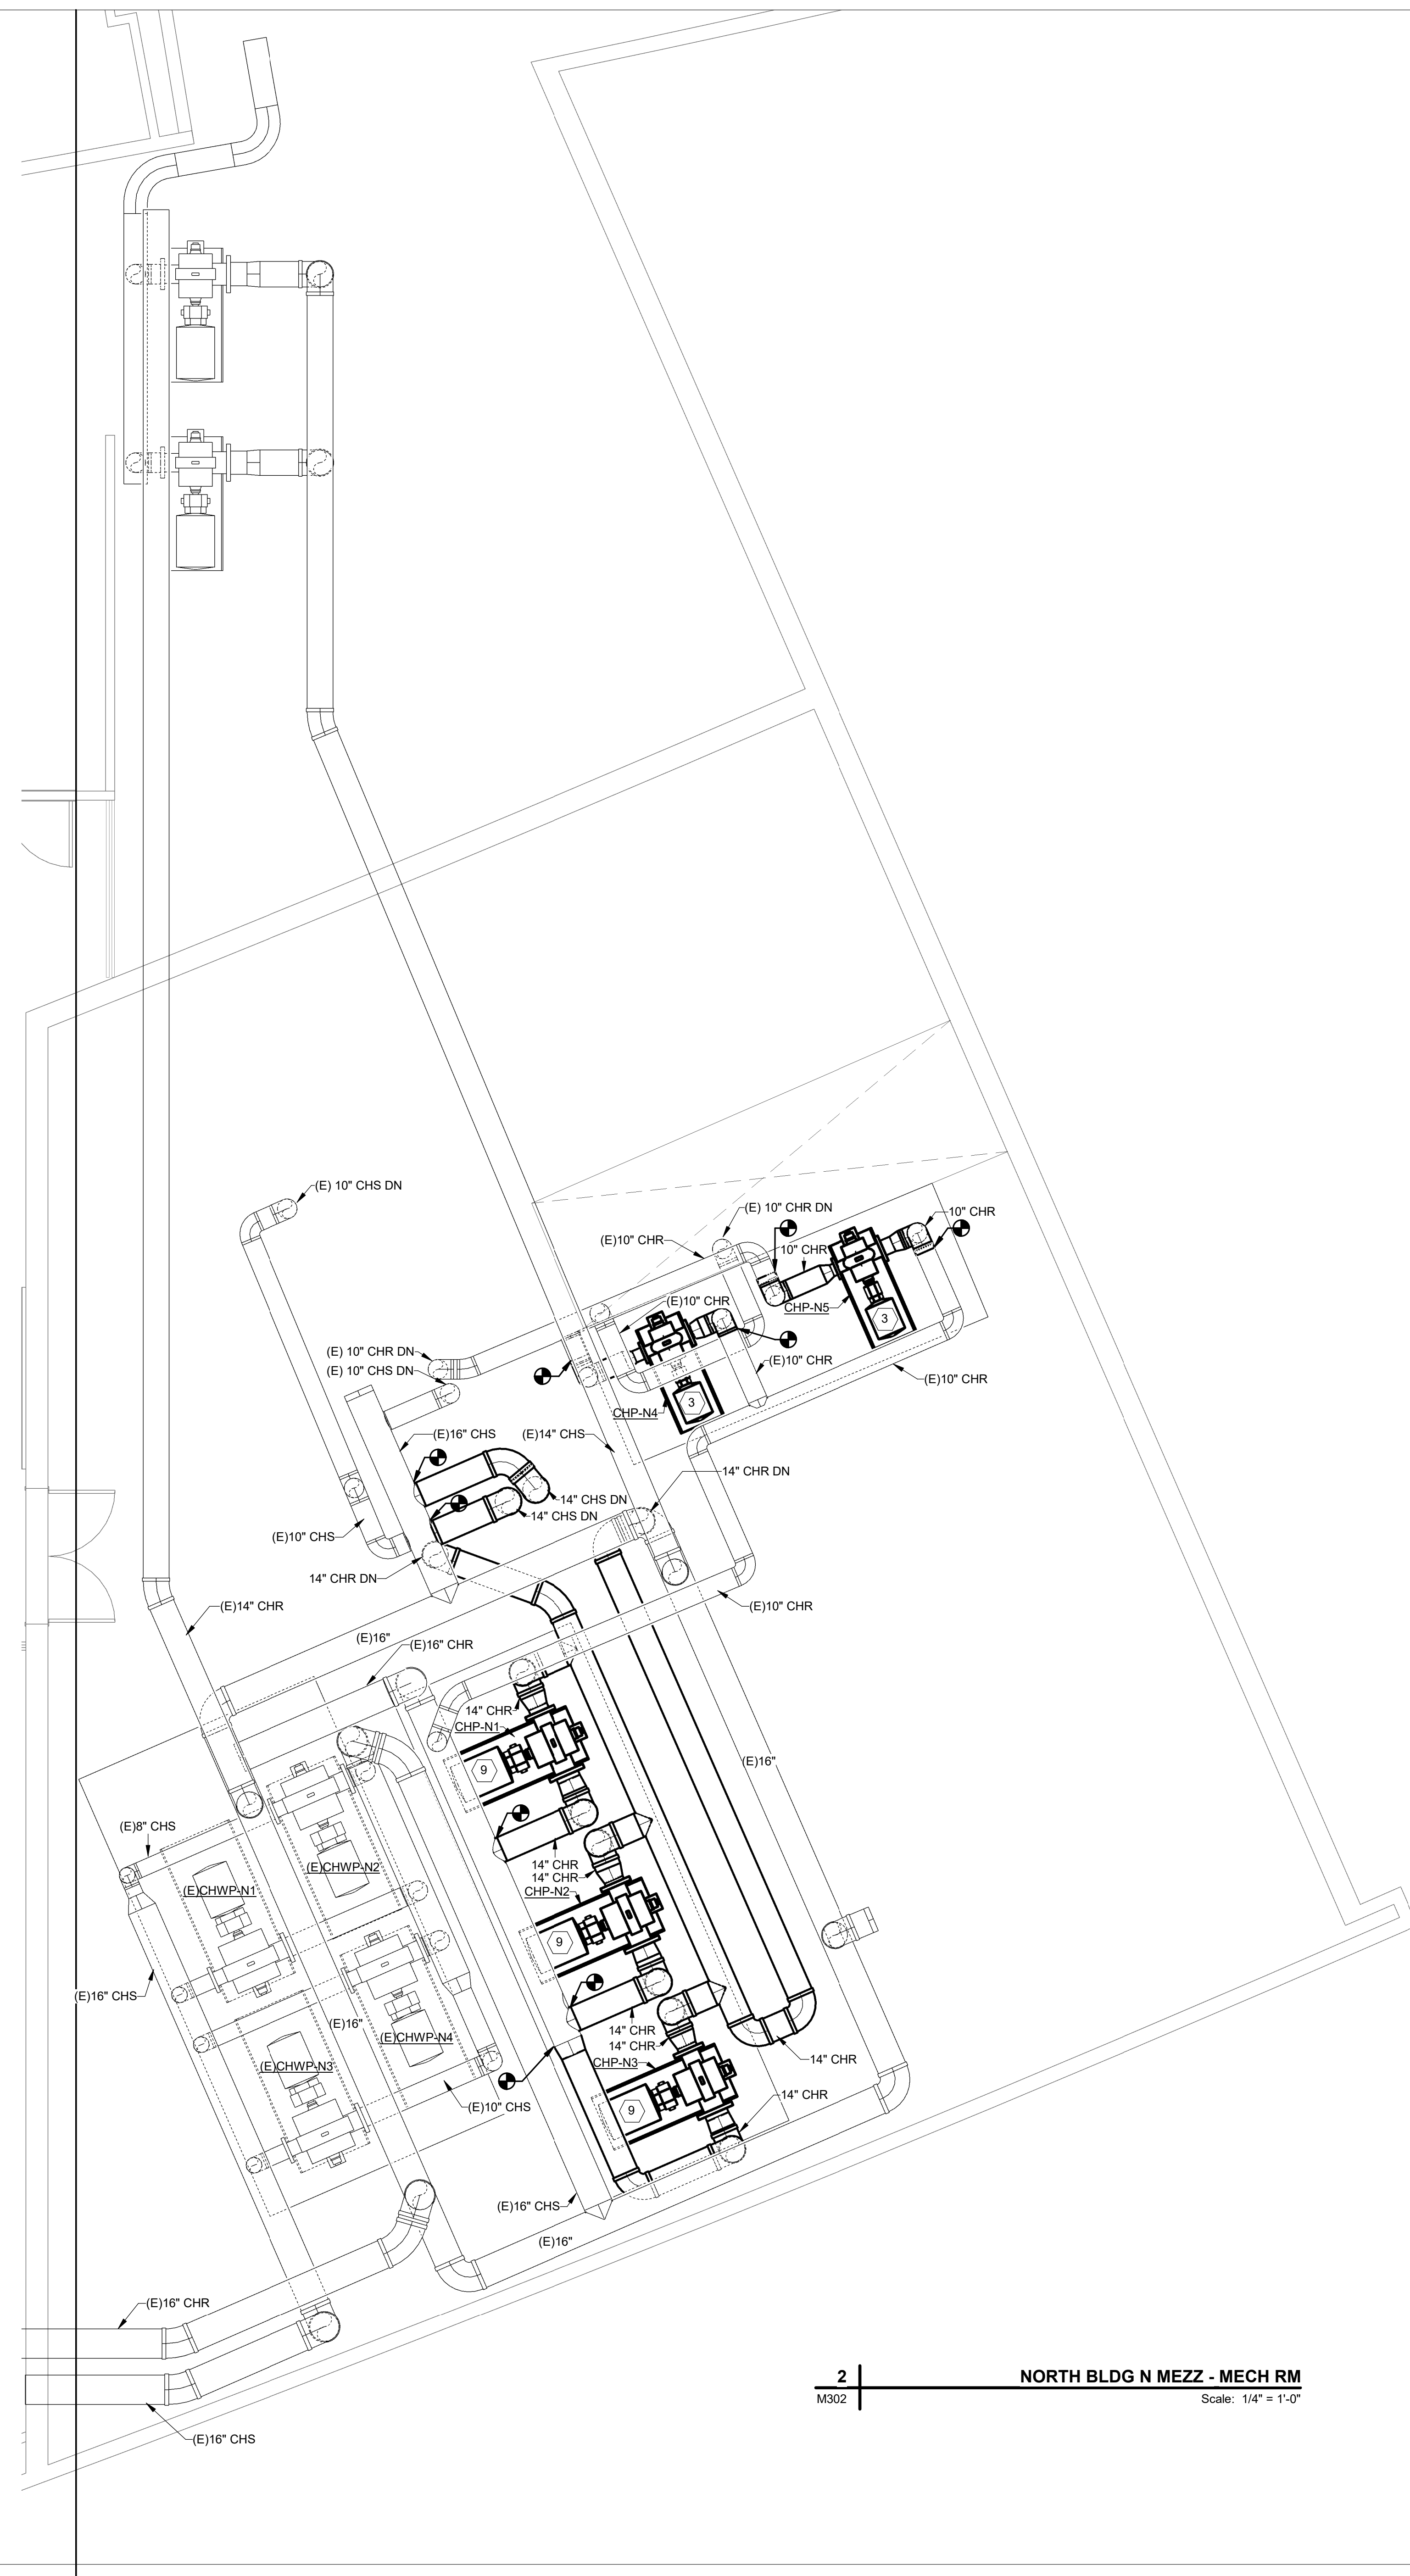 (E) 10" CHS DN
(E) 10" CHR DN
10" CHR
(E)10" CHR
10" CHR
(E)10" CHR
CHP-N5
3
(E) 10" CHR DN
(E)10" CHR
(E) 10" CHS DN
(E)10" CHR
3
CHP-N4
(E)16" CHS
(E)14" CHS
14" CHR DN
14" CHS DN
14" CHS DN
(E)10" CHS
14" CHR DN
(E)14" CHR
(E)10" CHR
(E)16"
(E)16" CHR
14" CHR
CHP-N1
9
(E)16"
(E)8" CHS
14" CHR
(E)CHWP-N2
14" CHR
(E)CHWP-N1
CHP-N2
9
(E)16" CHS
(E)16"
14" CHR
(E)CHWP-N4
14" CHR
14" CHR
(E)CHWP-N3
CHP-N3
14" CHR
(E)10" CHS
9
(E)16" CHS
(E)16"
(E)16" CHR
2
NORTH BLDG N MEZZ - MECH RM
M302
Scale: 1/4" = 1'-0"
(E)16" CHS